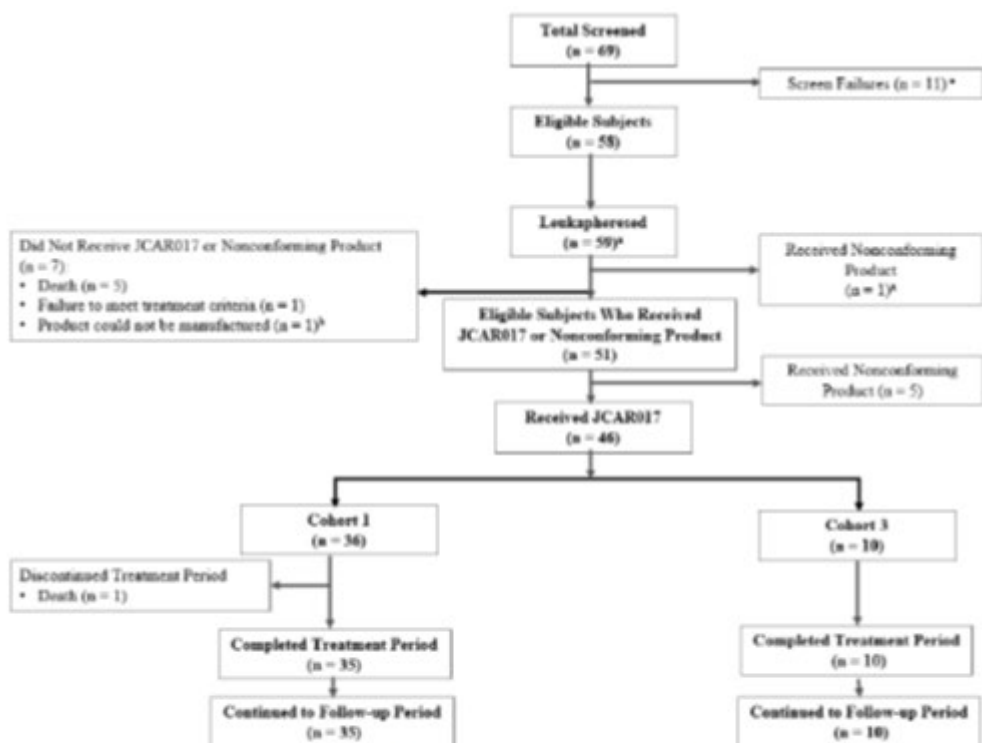 Total Screened
(n = 69)
Screen Failures (n = 11)ᵃ
Eligible Subjects
(n = 58)
Leukapheresed
(n = 59)ᵃ
Did Not Receive JCAR017 or Nonconforming Product
(n = 7)
• Death (n = 5)
• Failure to meet treatment criteria (n = 1)
• Product could not be manufactured (n = 1)ᵇ
Received Nonconforming
Product
(n = 1)ᵃ
Eligible Subjects Who Received
JCAR017 or Nonconforming Product
(n = 51)
Received Nonconforming
Product (n = 5)
Received JCAR017
(n = 46)
Cohort 1
(n = 36)
Cohort 3
(n = 10)
Discontinued Treatment Period
• Death (n = 1)
Completed Treatment Period
(n = 35)
Completed Treatment Period
(n = 10)
Continued to Follow-up Period
(n = 35)
Continued to Follow-up Period
(n = 10)